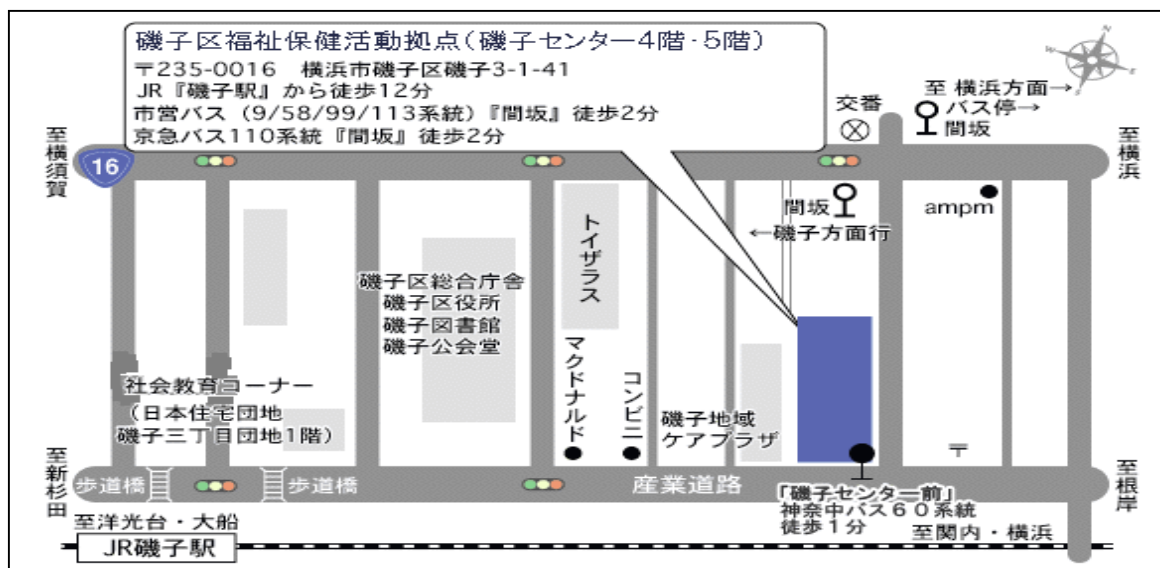 磯子区福祉保健活動拠点（磯子センター4階・5階）
〒235-0016　横浜市磯子区磯子3-1-41
JR『磯子駅』から徒歩12分
市営バス（9/58/99/113系統）『間坂』徒歩2分
京急バス110系統『間坂』徒歩2分
N
W
E
S
至 横浜方面→
バス停→
間坂
交番
至横須賀
16
至横浜
間坂
←磯子方面行
ampm
トイザラス
磯子区総合庁舎
磯子区役所
磯子図書館
磯子公会堂
マクドナルド
コンビニ
社会教育コーナー
（日本住宅団地
磯子三丁目団地1階）
磯子地域
ケアプラザ
〒
至新杉田
歩道橋
歩道橋
産業道路
至根岸
「磯子センター前」
神奈中バス６０系統
徒歩１分
至洋光台・大船
至関内・横浜
JR磯子駅